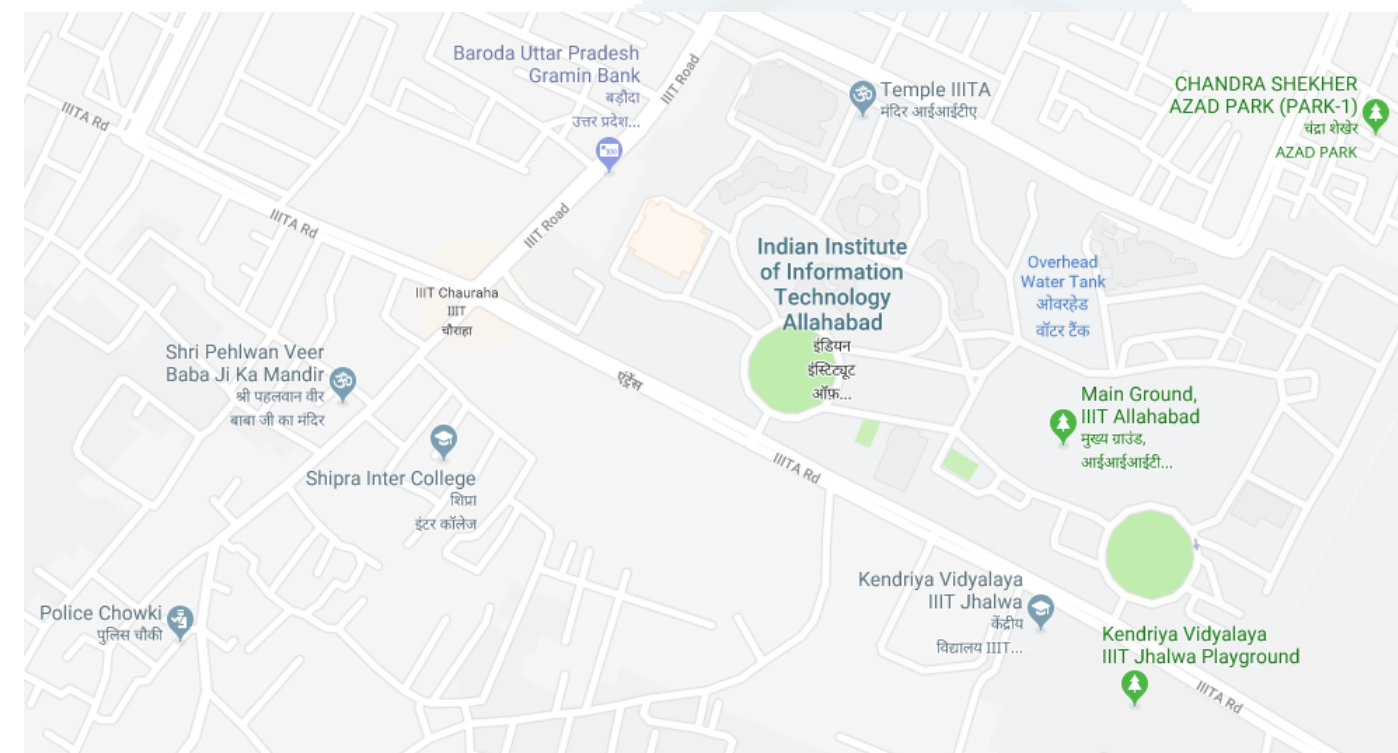 Baroda Uttar Pradesh
Gramin Bank
बड़ौदा
उत्तर प्रदेश...
IIIT Road
Temple IIITA
मंदिर आईआईटीए
CHANDRA SHEKHER
AZAD PARK (PARK-1)
चंद्रा शेखेर
AZAD PARK
IIITA Rd
IIITA Rd
IIIT Road
Indian Institute
of Information
Technology
Allahabad
इंडियन
इंस्टिट्यूट
ऑफ़...
Overhead
Water Tank
ओवरहेड
वॉटर टैंक
IIIT Chauraha
IIIT
चौराहा
Shri Pehlwan Veer
Baba Ji Ka Mandir
श्री पहलवान वीर
बाबा जी का मंदिर
एंट्रेंस
Main Ground,
IIIT Allahabad
मुख्य ग्राउंड,
आईआईआईटी...
Shipra Inter College
शिप्रा
इंटर कॉलेज
IIITA Rd
Kendriya Vidyalaya
IIIT Jhalwa
केंद्रीय
विद्यालय IIIT...
Police Chowki
पुलिस चौकी
Kendriya Vidyalaya
IIIT Jhalwa Playground
IIITA Rd